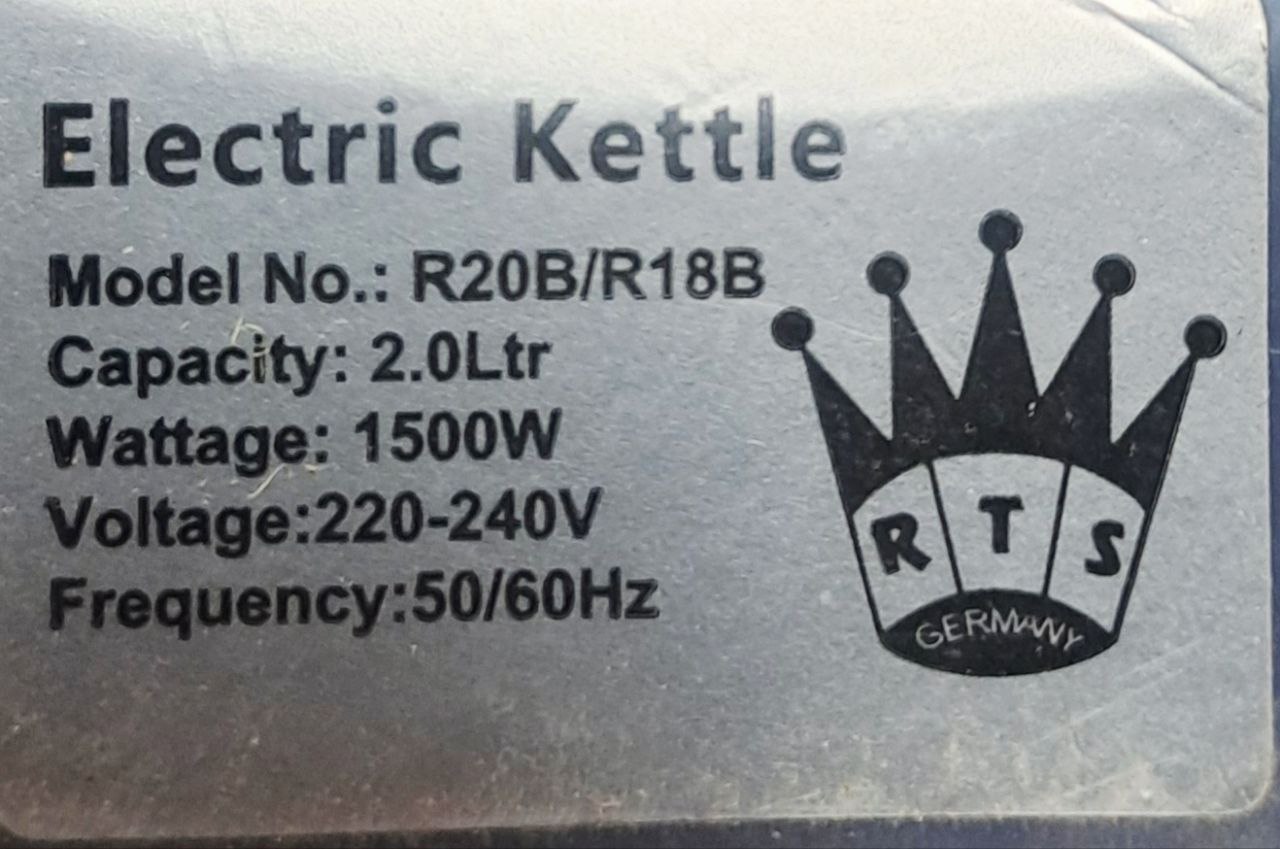 Electric Kettle
Model No.: R20B/R18B
Capacity: 2.0Ltr
Wattage: 1500W
Voltage:220-240V
Frequency:50/60Hz
R T S
GERMANY